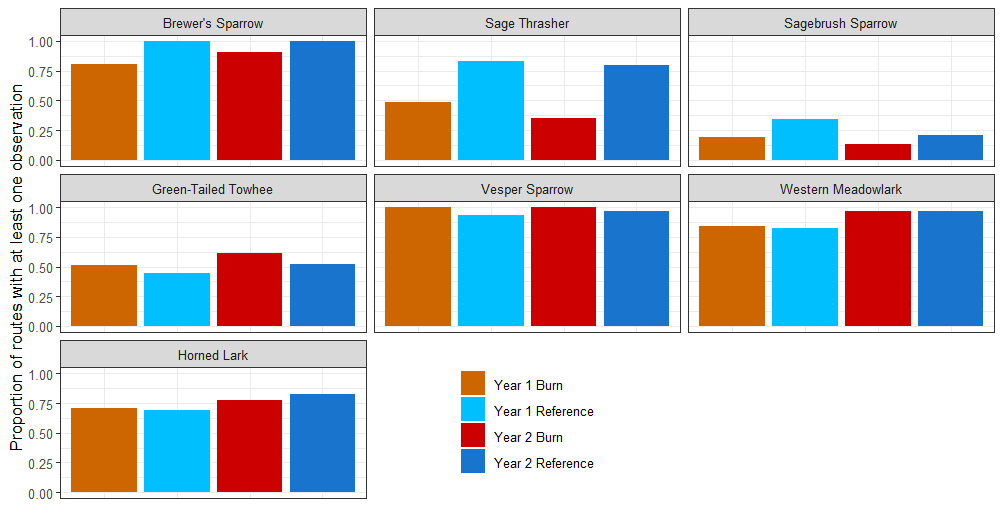 Proportion of routes with at least one observation
Brewer's Sparrow
Sage Thrasher
Sagebrush Sparrow
1.00
0.75
0.50
0.25
0.00
Green-Tailed Towhee
Vesper Sparrow
Western Meadowlark
1.00
0.75
0.50
0.25
0.00
Horned Lark
1.00
0.75
0.50
0.25
0.00
Year 1 Burn
Year 1 Reference
Year 2 Burn
Year 2 Reference